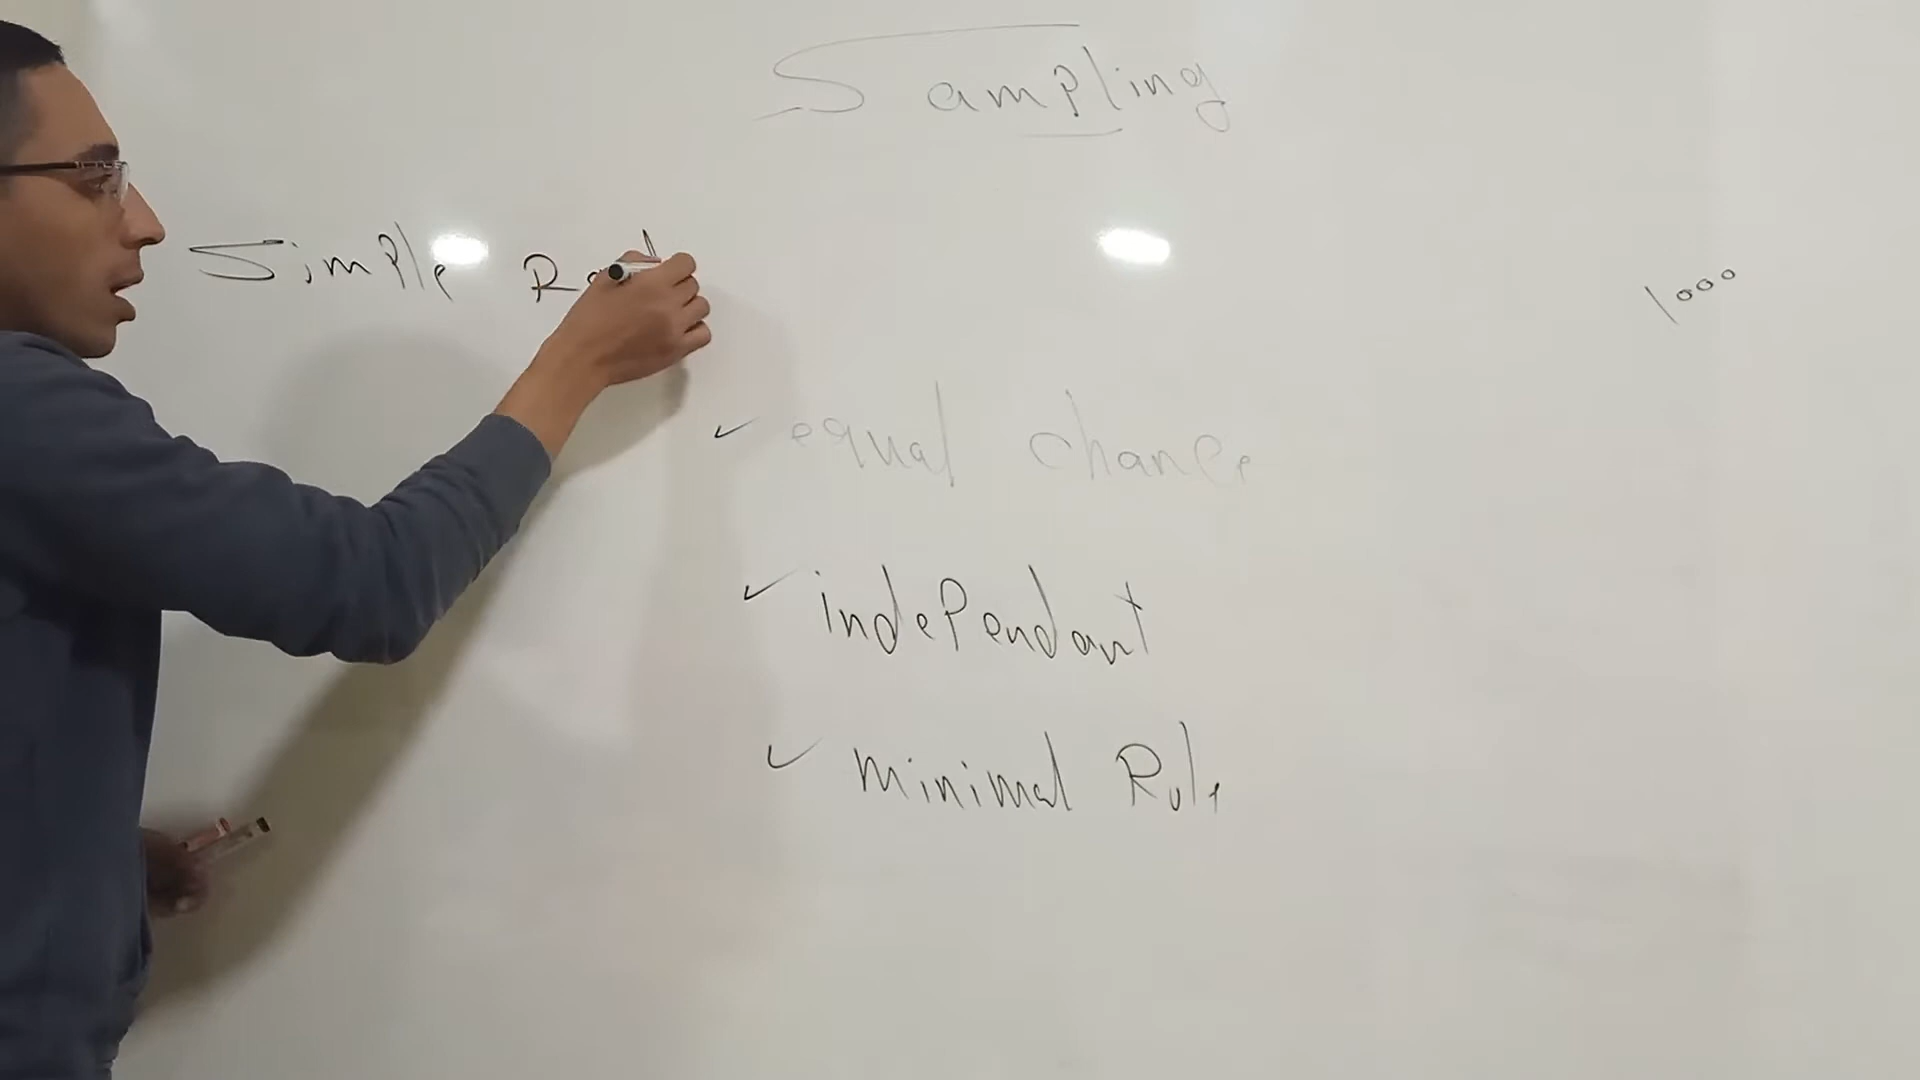 Sampling
Simple
1000
equal chance
independant
minimal Rule